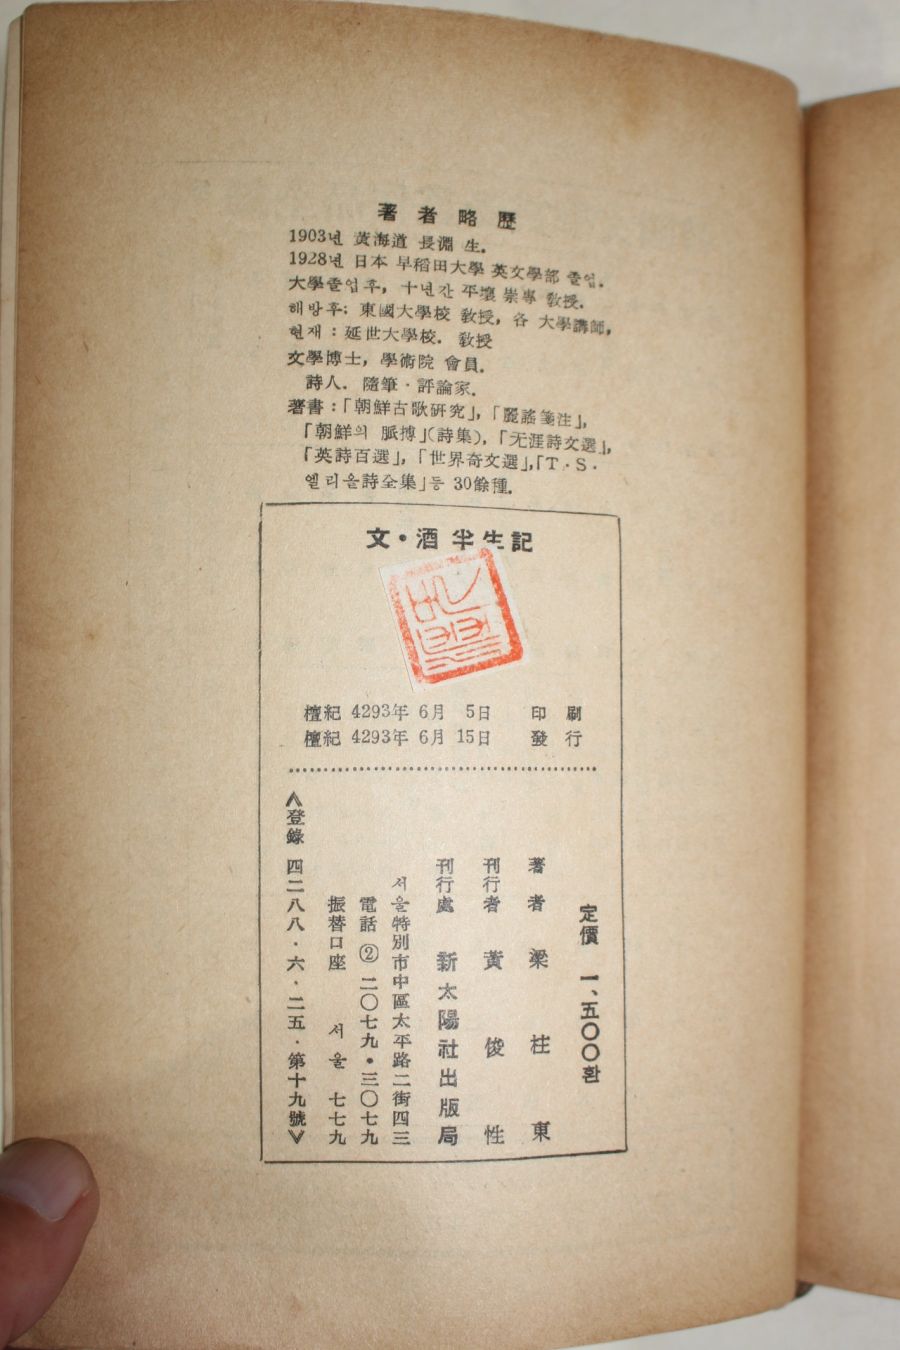 著者略歷
1903년 黃海道 長淵 生.
1928년 日本 早稻田大學 英文學部 졸업.
大學졸업후, 十년간 平壤 崇專 敎授.
해방후: 東國大學校 敎授, 各 大學講師,
현재: 延世大學校. 敎授
文學博士, 學術院 會員.
詩人. 隨筆·評論家.
著書:「朝鮮古歌硏究」,「麗謠箋注」,
「朝鮮의 脈搏」(詩集),「无涯詩文選」,
「英詩百選」,「世界奇文選」,「T·S·
엘리올詩全集」등 30餘種.
文·酒 半生記
檀紀 4293年 6月 5日 印刷
檀紀 4293年 6月 15日 發行
定價 一、五〇〇환
著者 梁柱東
刊行者 黃俊性
刊行處 新太陽社出版局
서울特別市中區太平路二街四三
電話 ② 二〇七九·三〇七九
振替口座 서울 七七九
《登錄 四二八八·六·二五·第十九號》